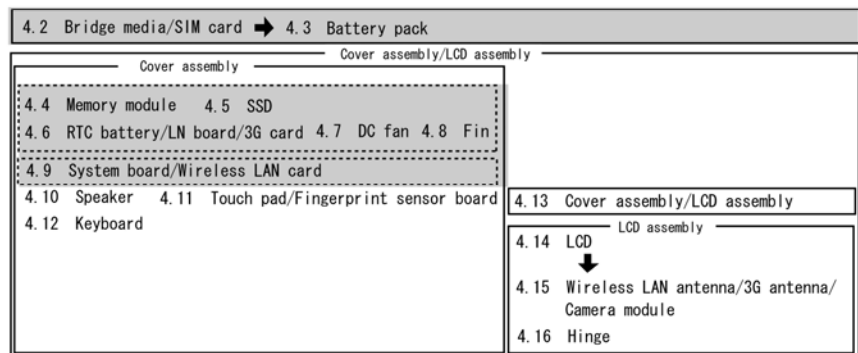 4.2 Bridge media/SIM card ➡ 4.3 Battery pack
Cover assembly/LCD assembly
Cover assembly
4.4 Memory module 4.5 SSD
4.6 RTC battery/LN board/3G card 4.7 DC fan 4.8 Fin
4.9 System board/Wireless LAN card
4.10 Speaker 4.11 Touch pad/Fingerprint sensor board
4.12 Keyboard
4.13 Cover assembly/LCD assembly
LCD assembly
4.14 LCD
⬇
4.15 Wireless LAN antenna/3G antenna/
Camera module
4.16 Hinge